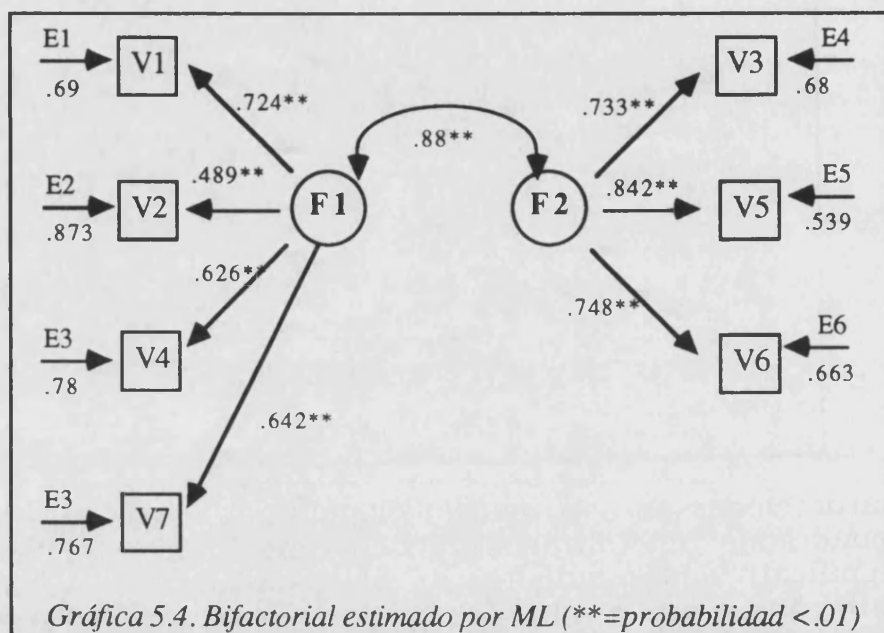 E1
.69
V1
.724**
.88**
.733**
V3
E4
.68
E2
.873
V2
.489**
F1
F2
.842**
V5
E5
.539
.626**
E3
.78
V4
.748**
V6
E6
.663
.642**
E3
.767
V7
Gráfica 5.4. Bifactorial estimado por ML (**=probabilidad <.01)